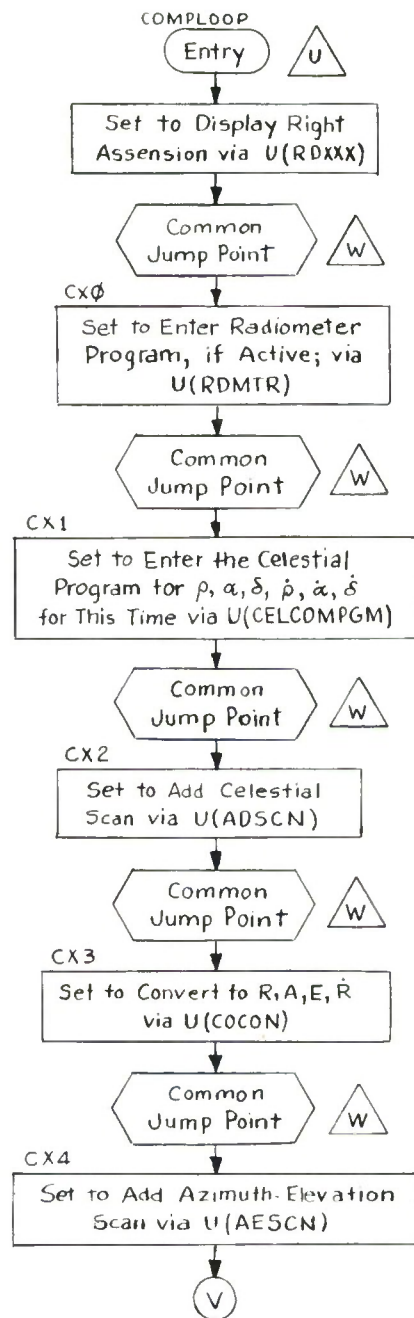 COMPLOOP
Entry
U
Set to Display Right
Assension via U(RDXXX)
Common
Jump Point
W
CXØ
Set to Enter Radiometer
Program, if Active; via
U(RDMTR)
Common
Jump Point
W
CX1
Set to Enter the Celestial
Program for ρ, α, δ, ρ̇, α̇, δ̇
for This Time via U(CELCOMPGM)
Common
Jump Point
W
CX2
Set to Add Celestial
Scan via U(ADSCN)
Common
Jump Point
W
CX3
Set to Convert to R, A, E, Ṙ
via U(COCON)
Common
Jump Point
W
CX4
Set to Add Azimuth-Elevation
Scan via U(AESCN)
V